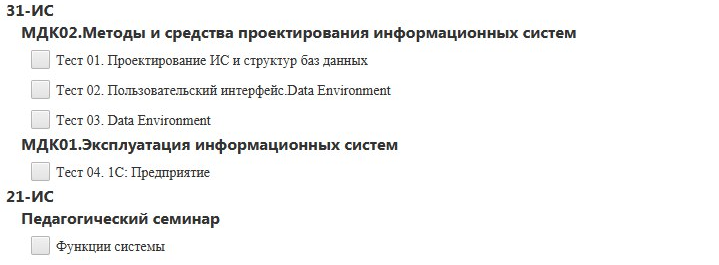 31-ИС
МДК02.Методы и средства проектирования информационных систем
Тест 01. Проектирование ИС и структур баз данных
Тест 02. Пользовательский интерфейс.Data Environment
Тест 03. Data Environment
МДК01.Эксплуатация информационных систем
Тест 04. 1С: Предприятие
21-ИС
Педагогический семинар
Функции системы